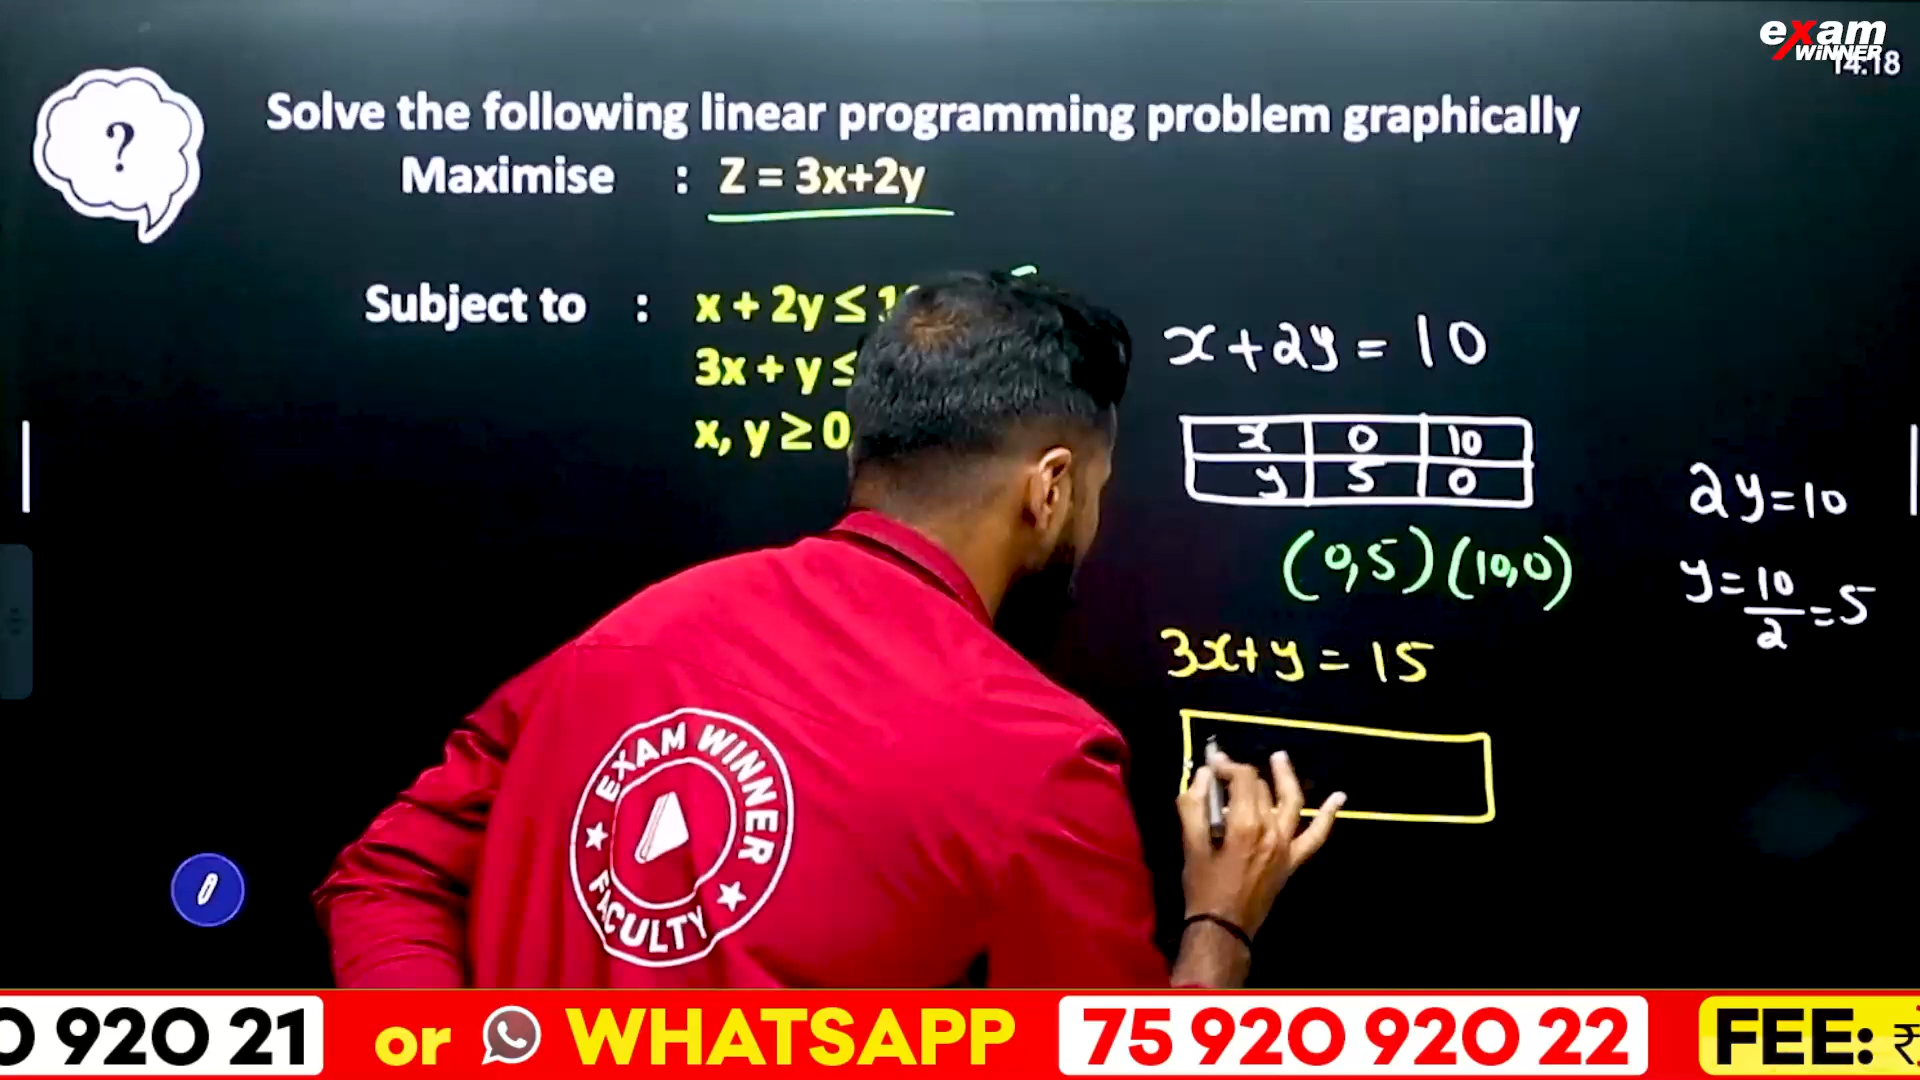 exam
WINNER
14:18
?
Solve the following linear programming problem graphically
Maximise : Z = 3x+2y
Subject to : x + 2y ≤ 1
3x + y ≤
x, y ≥ 0
x+2y = 10
x 0 10
y 5 0
(0,5) (10,0)
2y=10
y=10/2=5
3x+y = 15
EXAM WINNER
FACULTY
0 920 21 or WHATSAPP 75 920 920 22 FEE: ₹